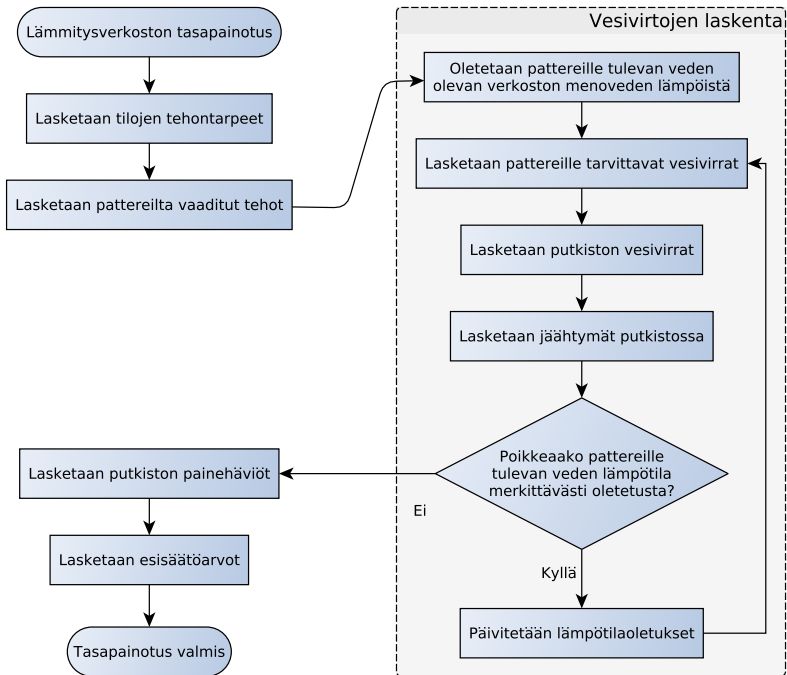 Lämmitysverkoston tasapainotus
Lasketaan tilojen tehontarpeet
Lasketaan pattereilta vaaditut tehot
Vesivirtojen laskenta
Oletetaan pattereille tulevan veden
olevan verkoston menoveden lämpöistä
Lasketaan pattereille tarvittavat vesivirrat
Lasketaan putkiston vesivirrat
Lasketaan jäähtymät putkistossa
Poikkeaako pattereille
tulevan veden lämpötila
merkittävästi oletetusta?
Kyllä
Päivitetään lämpötilaoletukset
Ei
Lasketaan putkiston painehäviöt
Lasketaan esisäätöarvot
Tasapainotus valmis